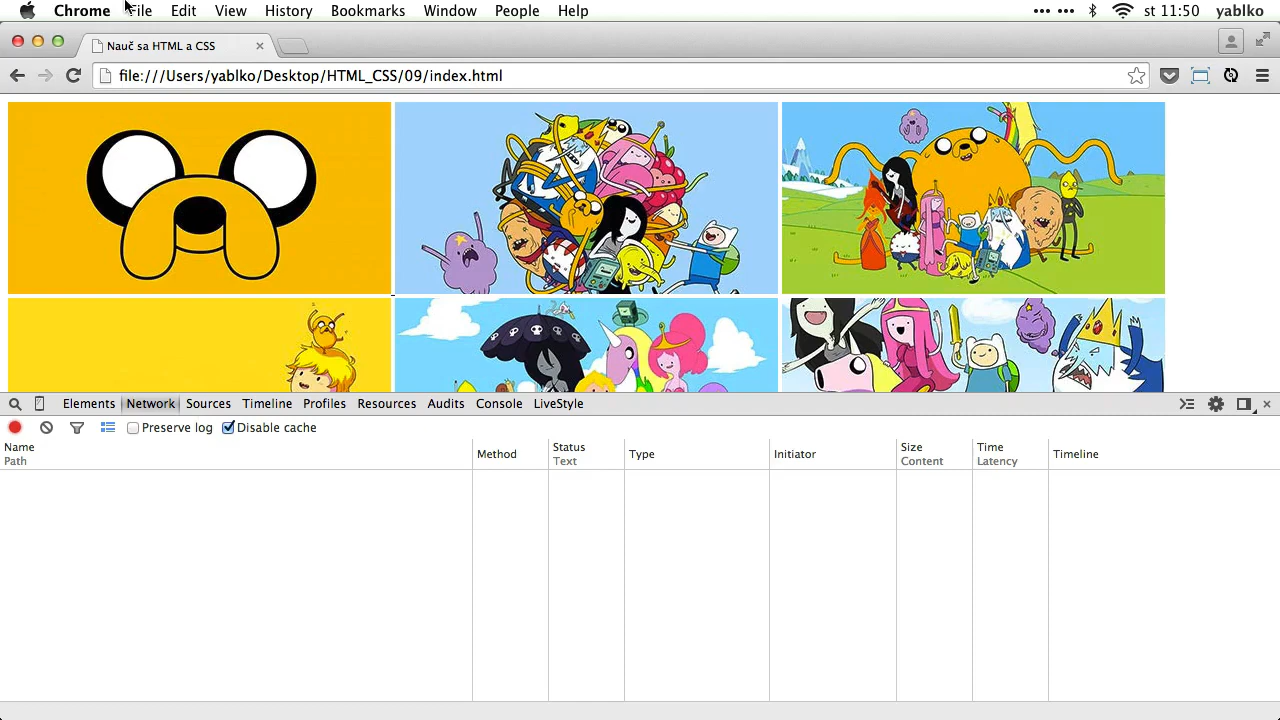 Chrome File Edit View History Bookmarks Window People Help st 11:50 yablko
Nauč sa HTML a CSS
file:///Users/yablko/Desktop/HTML_CSS/09/index.html
Elements Network Sources Timeline Profiles Resources Audits Console LiveStyle
Preserve log Disable cache
Name Method Status Type Initiator Size Time Timeline
Path Text Content Latency